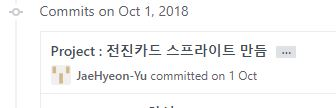 Commits on Oct 1, 2018
Project : 전진카드 스프라이트 만듬 ...
JaeHyeon-Yu committed on 1 Oct